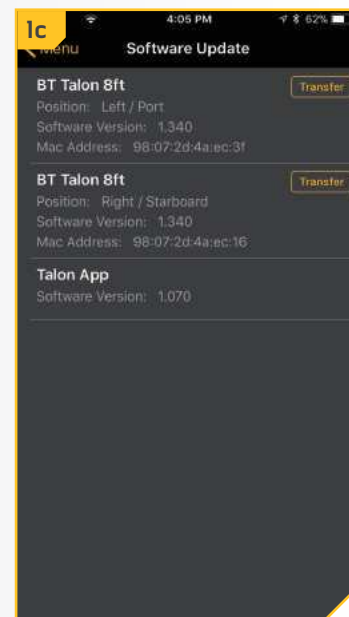 1c
4:05 PM
62%
Menu
Software Update
BT Talon 8ft
Transfer
Position: Left / Port
Software Version: 1.340
Mac Address: 98:07:2d:4a:ec:3f
BT Talon 8ft
Transfer
Position: Right / Starboard
Software Version: 1.340
Mac Address: 98:07:2d:4a:ec:16
Talon App
Software Version: 1.070